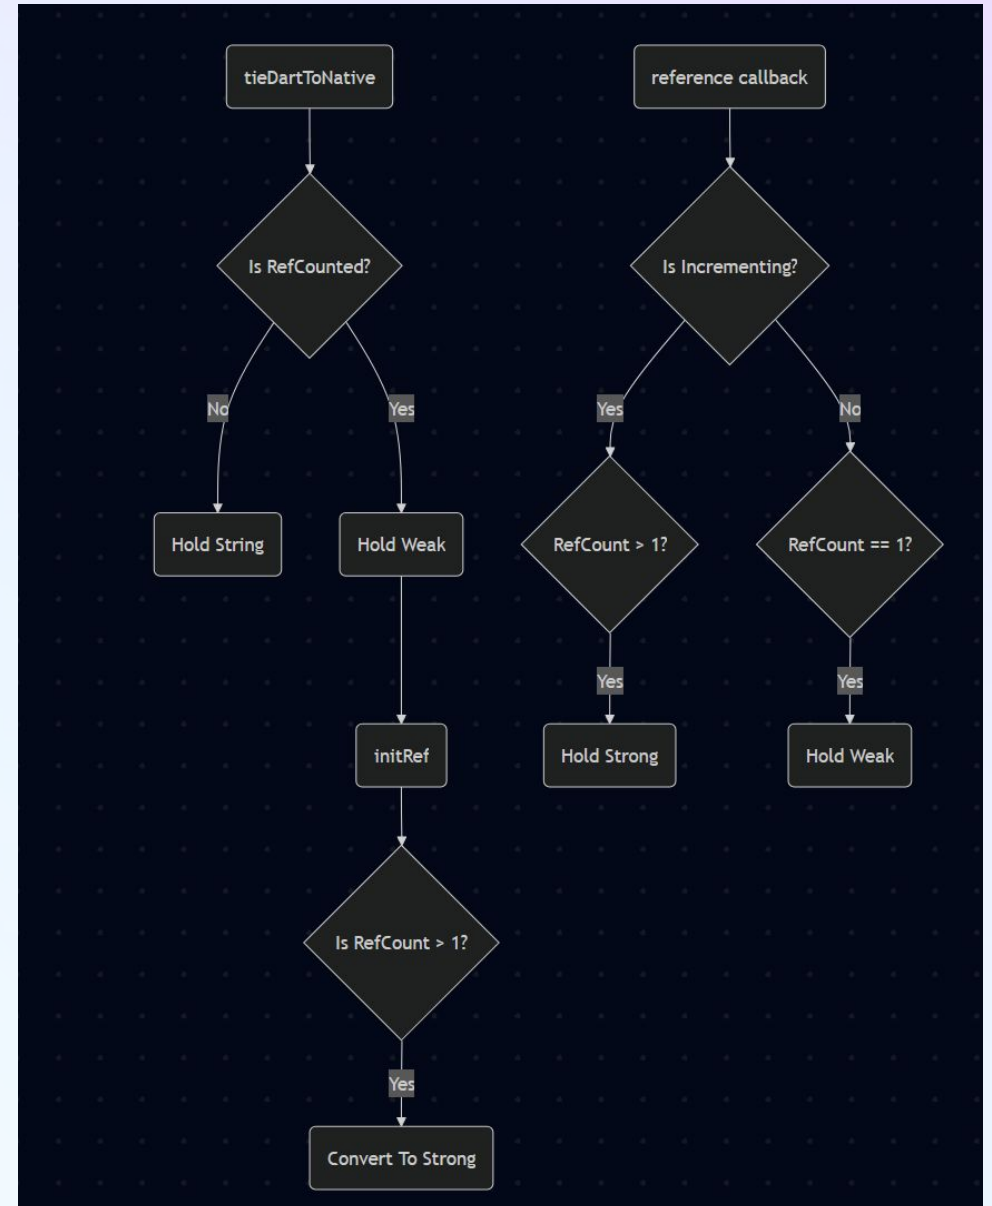 tieDartToNative
Is RefCounted?
No
Yes
Hold String
Hold Weak
initRef
Is RefCount > 1?
Yes
Convert To Strong
reference callback
Is Incrementing?
Yes
No
RefCount > 1?
RefCount == 1?
Yes
Yes
Hold Strong
Hold Weak